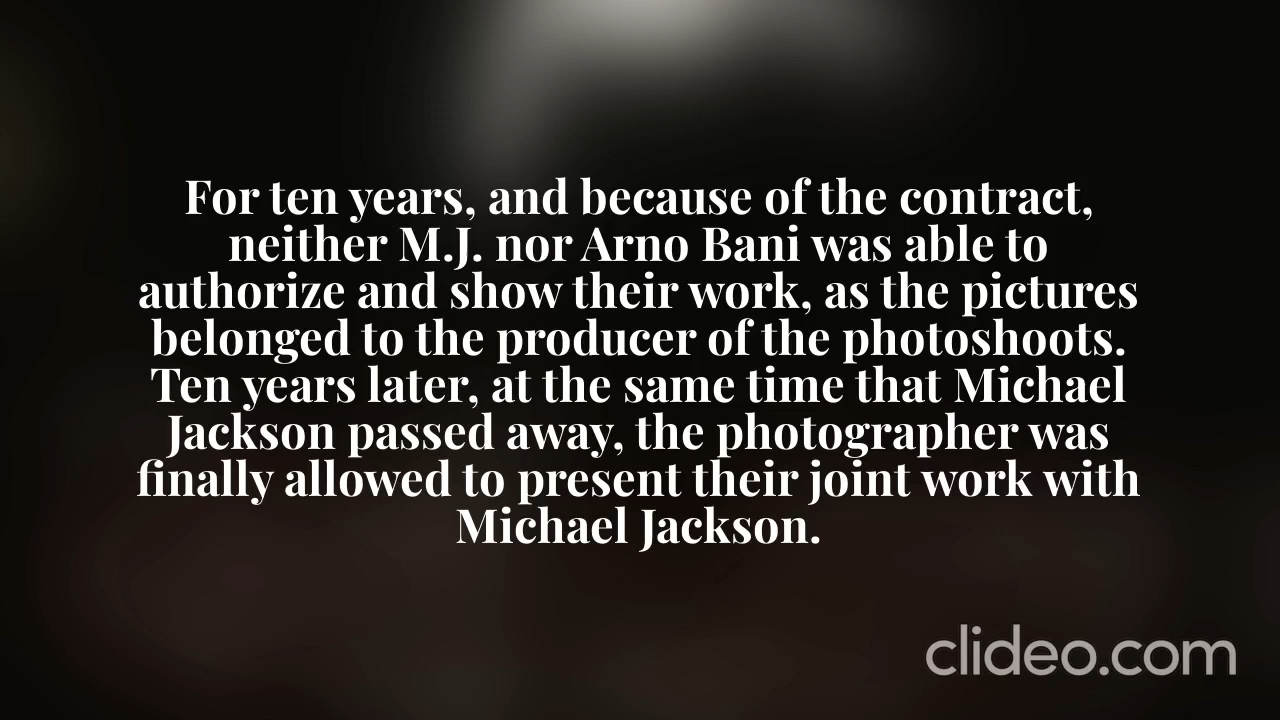 For ten years, and because of the contract,
neither M.J. nor Arno Bani was able to
authorize and show their work, as the pictures
belonged to the producer of the photoshoots.
Ten years later, at the same time that Michael
Jackson passed away, the photographer was
finally allowed to present their joint work with
Michael Jackson.
clideo.com